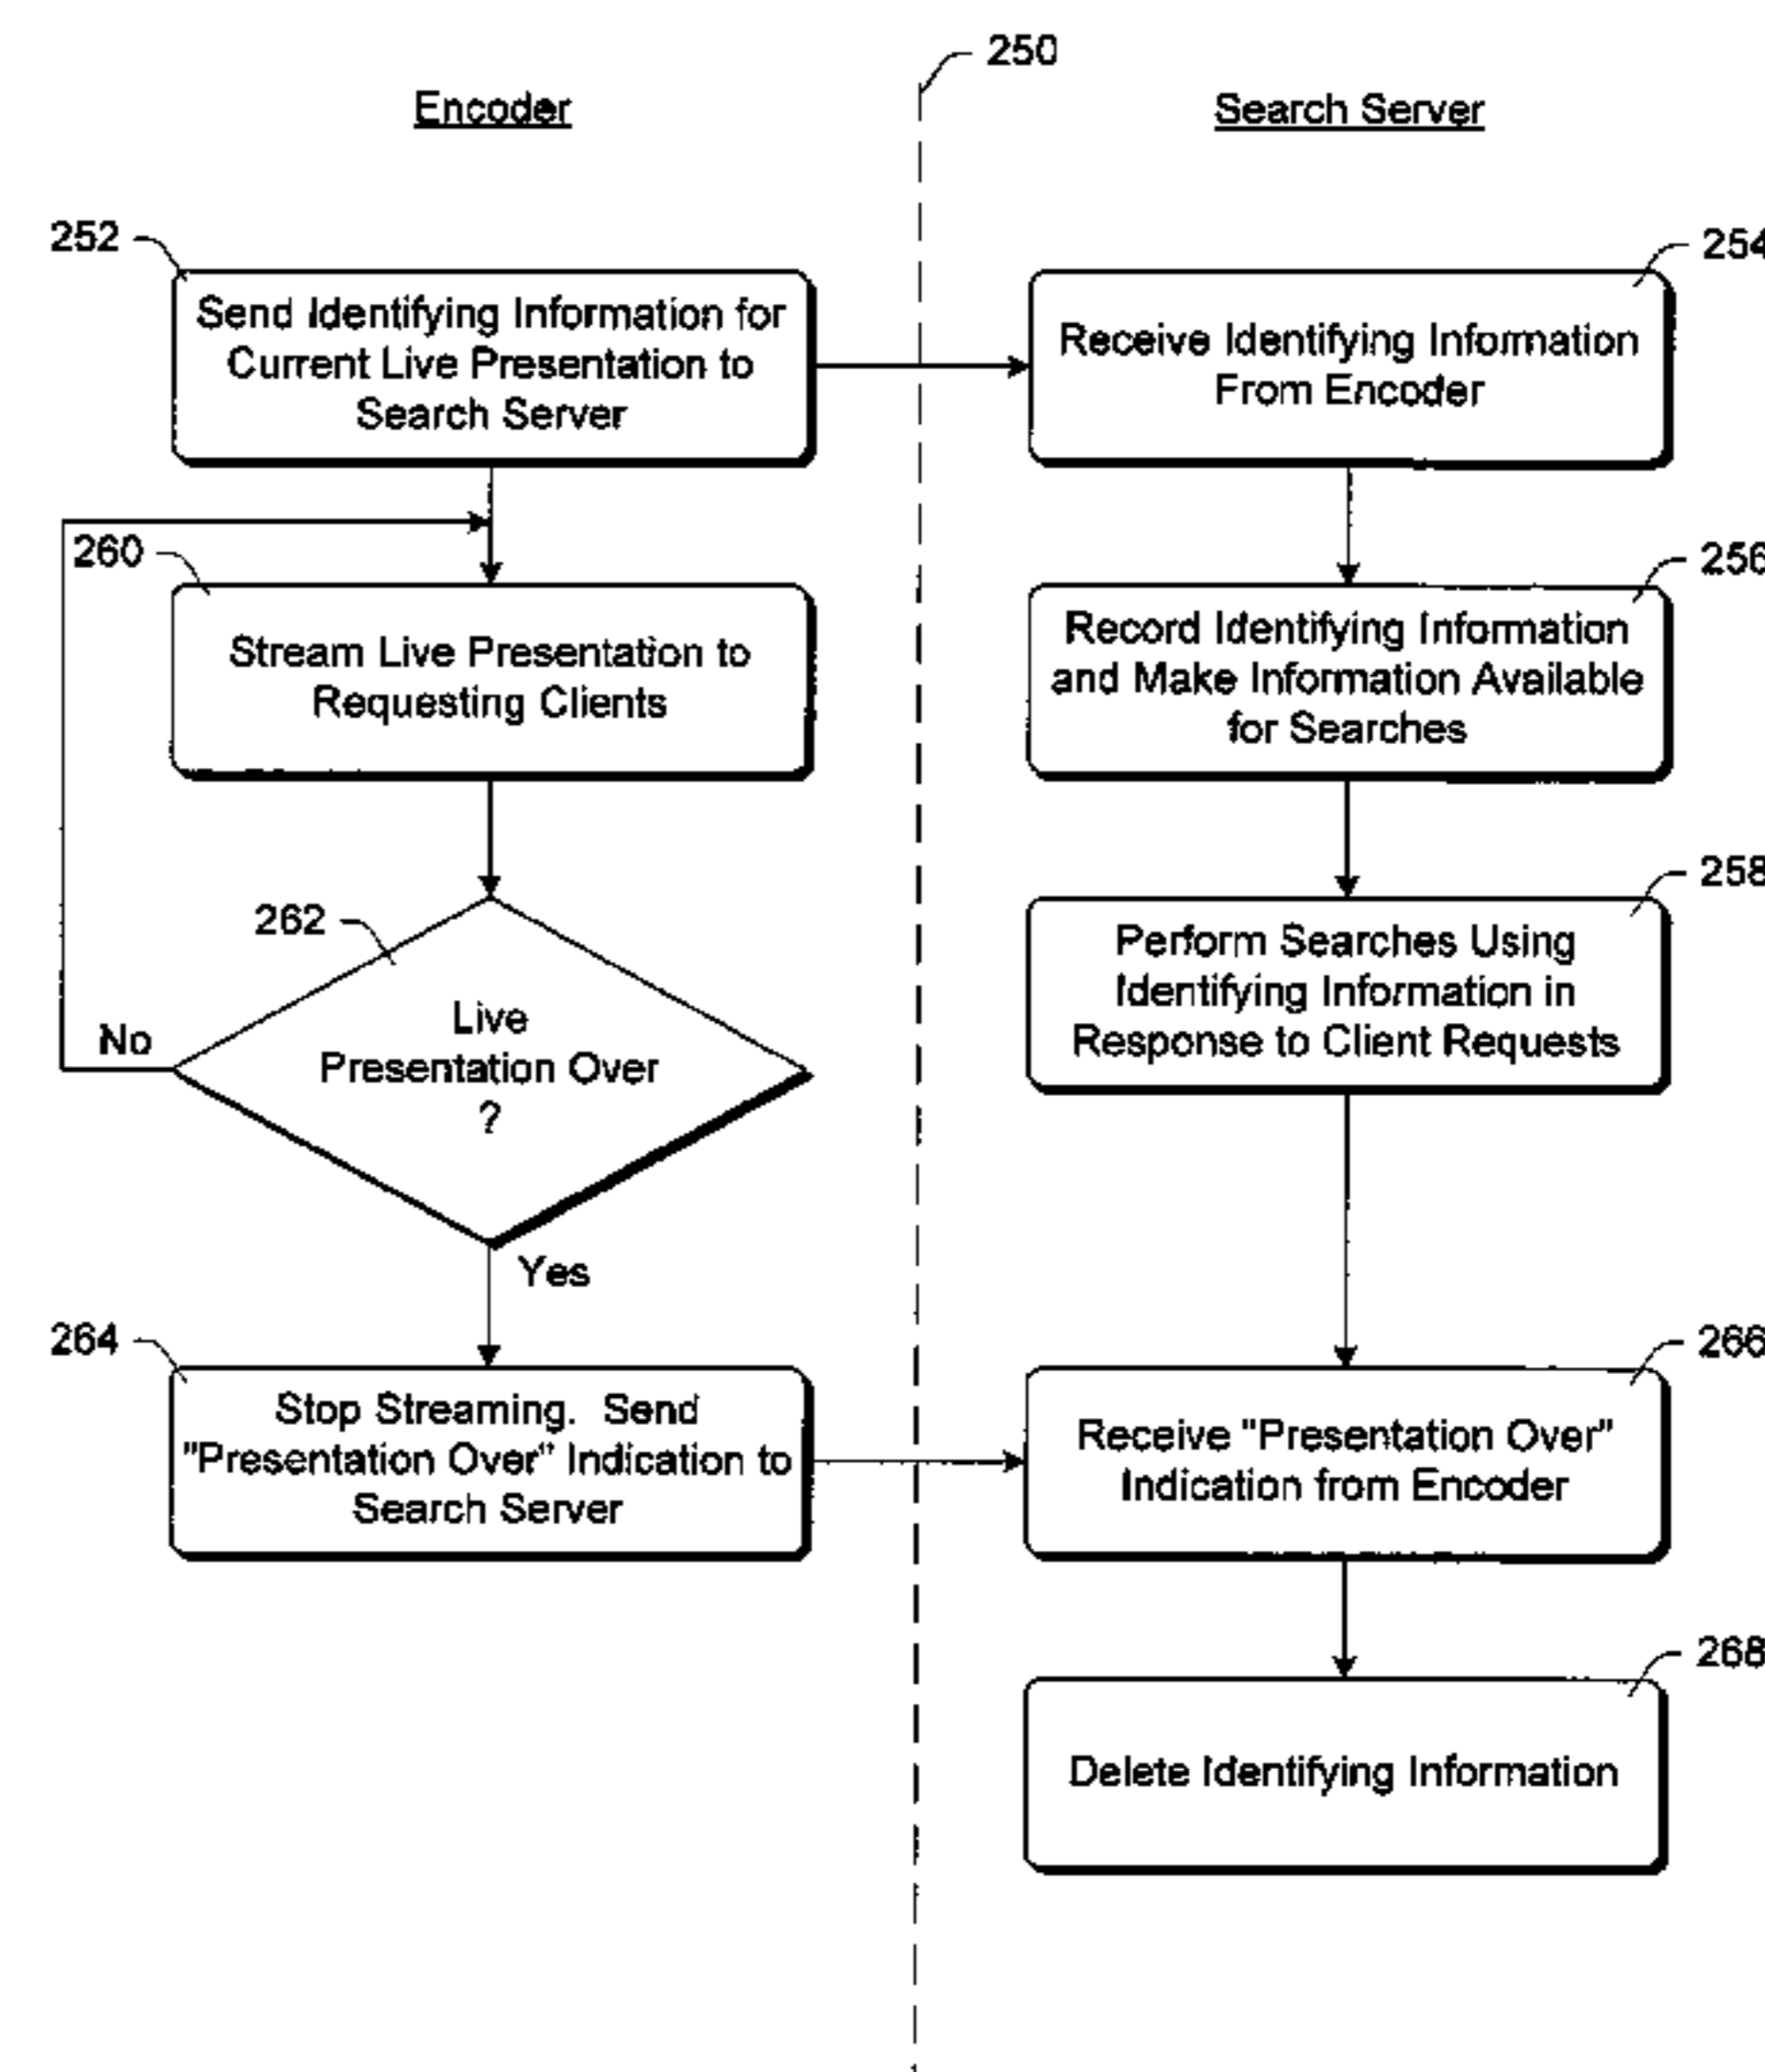 250
Encoder
Search Server
252
254
Send Identifying Information for
Current Live Presentation to
Search Server
Receive Identifying Information
From Encoder
260
256
Stream Live Presentation to
Requesting Clients
Record Identifying Information
and Make Information Available
for Searches
262
258
Live
Presentation Over
?
No
Yes
Perform Searches Using
Identifying Information in
Response to Client Requests
264
266
Stop Streaming. Send
"Presentation Over" Indication to
Search Server
Receive "Presentation Over"
Indication from Encoder
268
Delete Identifying Information